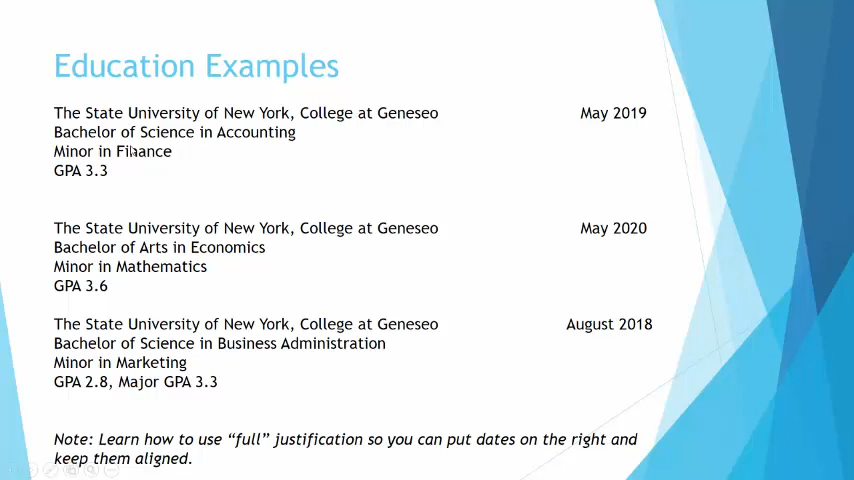 Education Examples
The State University of New York, College at Geneseo May 2019
Bachelor of Science in Accounting
Minor in Finance
GPA 3.3
The State University of New York, College at Geneseo May 2020
Bachelor of Arts in Economics
Minor in Mathematics
GPA 3.6
The State University of New York, College at Geneseo August 2018
Bachelor of Science in Business Administration
Minor in Marketing
GPA 2.8, Major GPA 3.3
Note: Learn how to use “full” justification so you can put dates on the right and
keep them aligned.